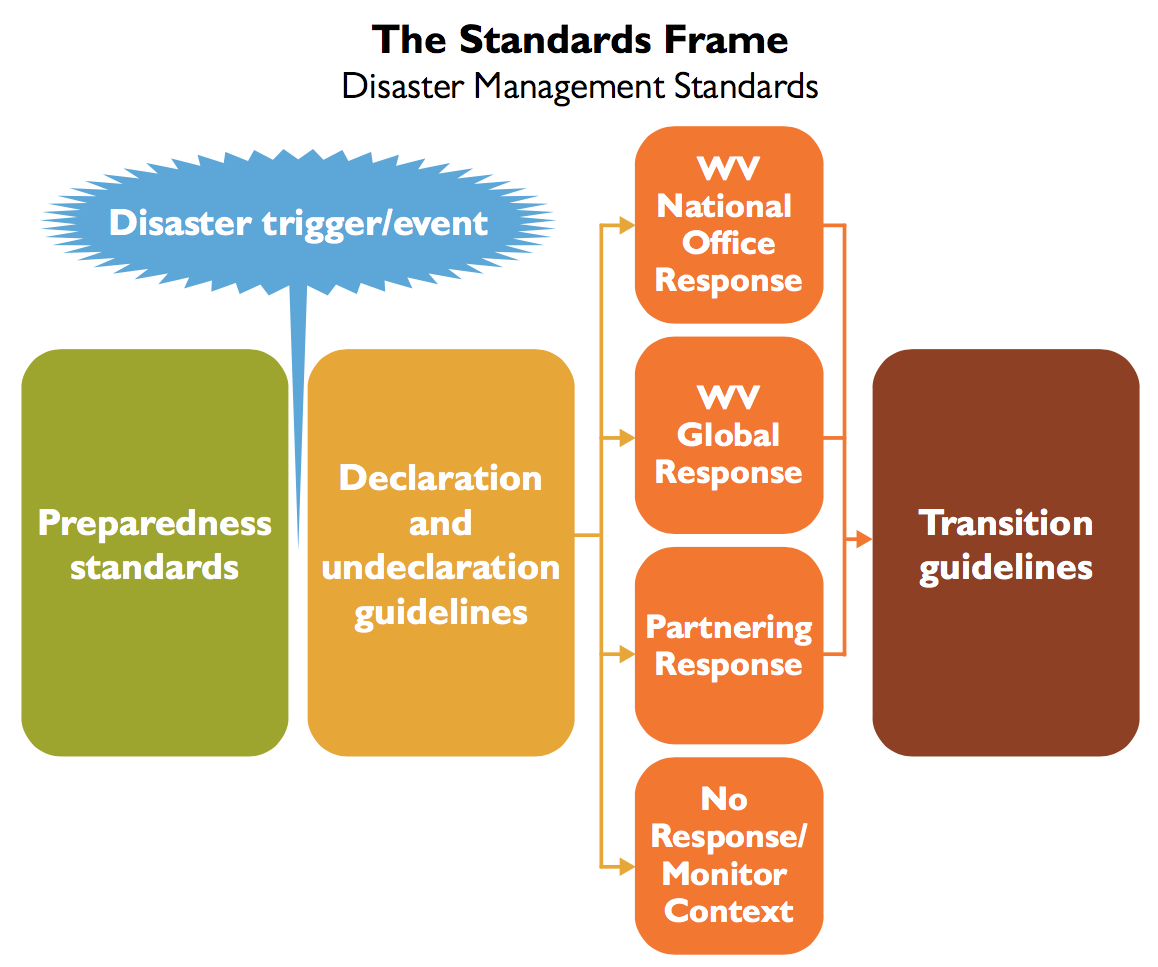 The Standards Frame
Disaster Management Standards
Disaster trigger/event
Preparedness
standards
Declaration
and
undeclaration
guidelines
WV
National
Office
Response
WV
Global
Response
Partnering
Response
No
Response/
Monitor
Context
Transition
guidelines